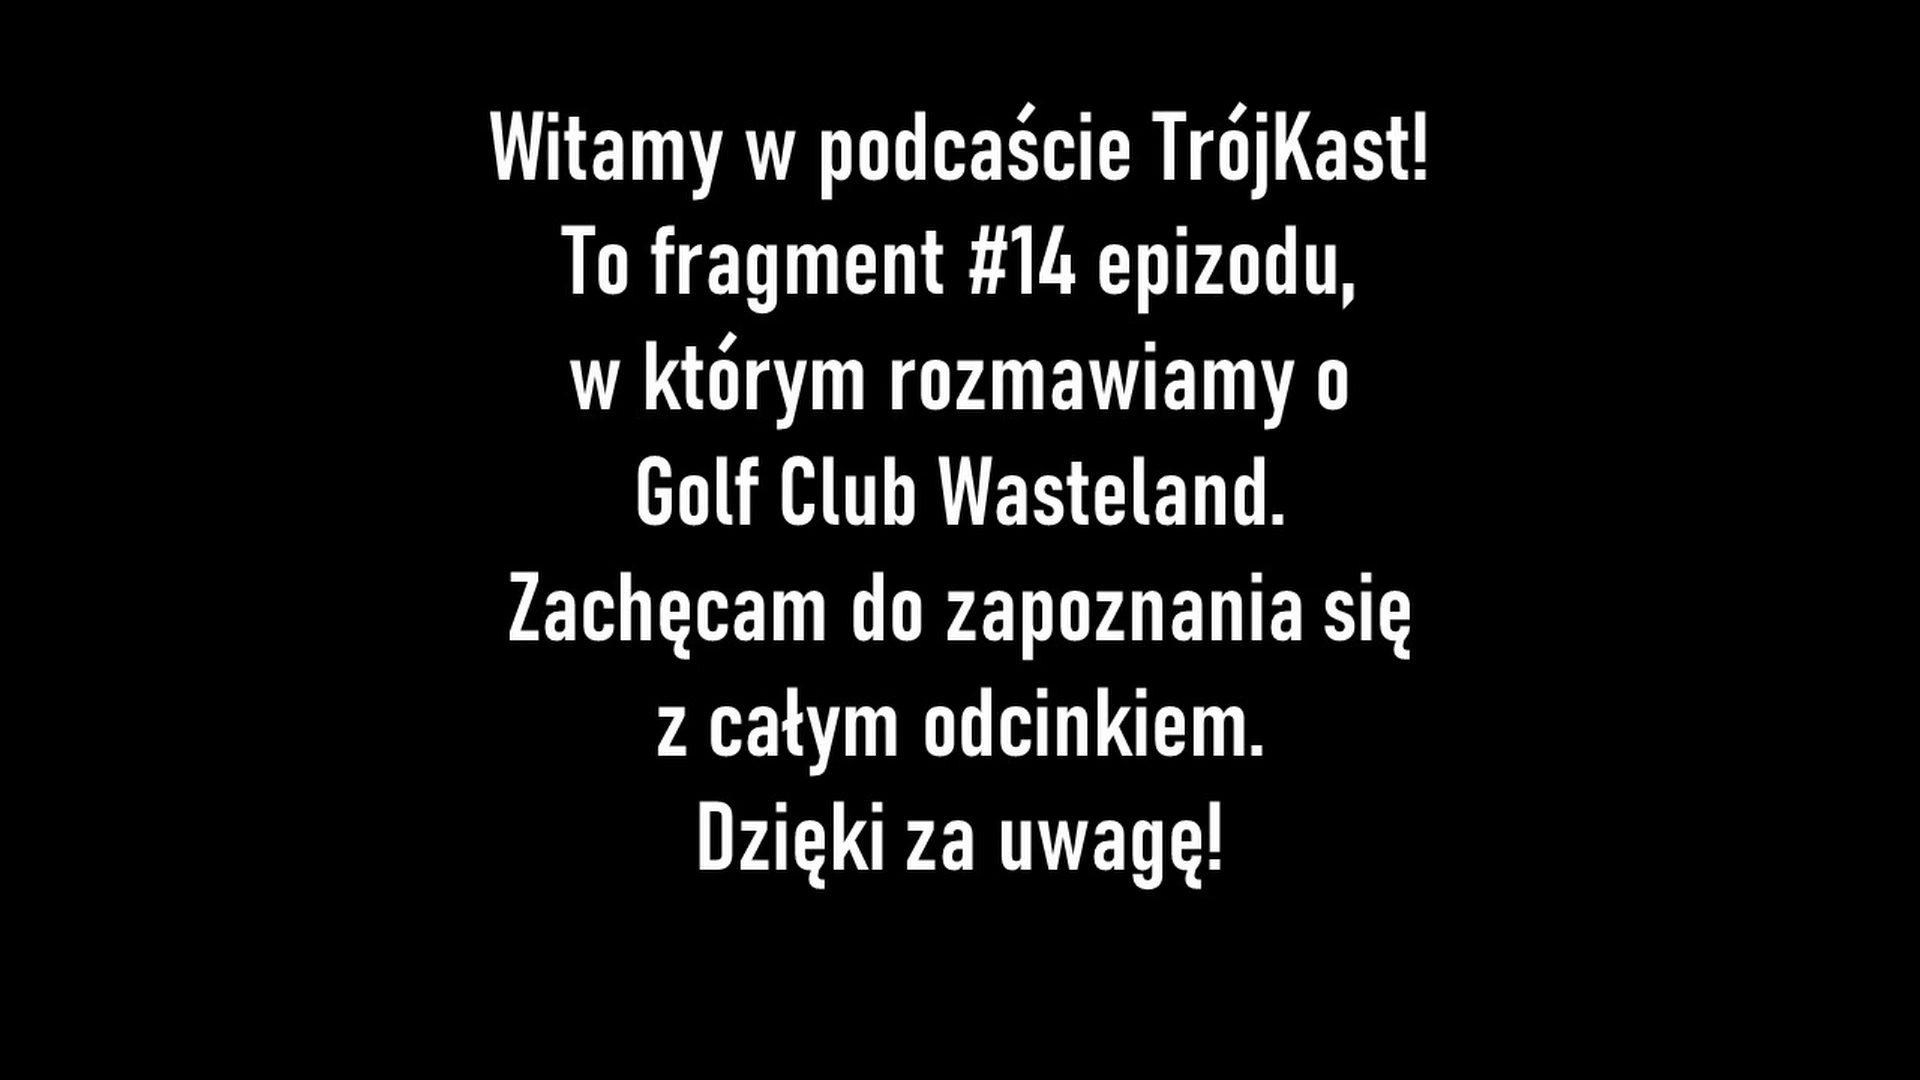 Witamy w podcaście TrójKast!
To fragment #14 epizodu,
w którym rozmawiamy o
Golf Club Wasteland.
Zachęcam do zapoznania się
z całym odcinkiem.
Dzięki za uwagę!